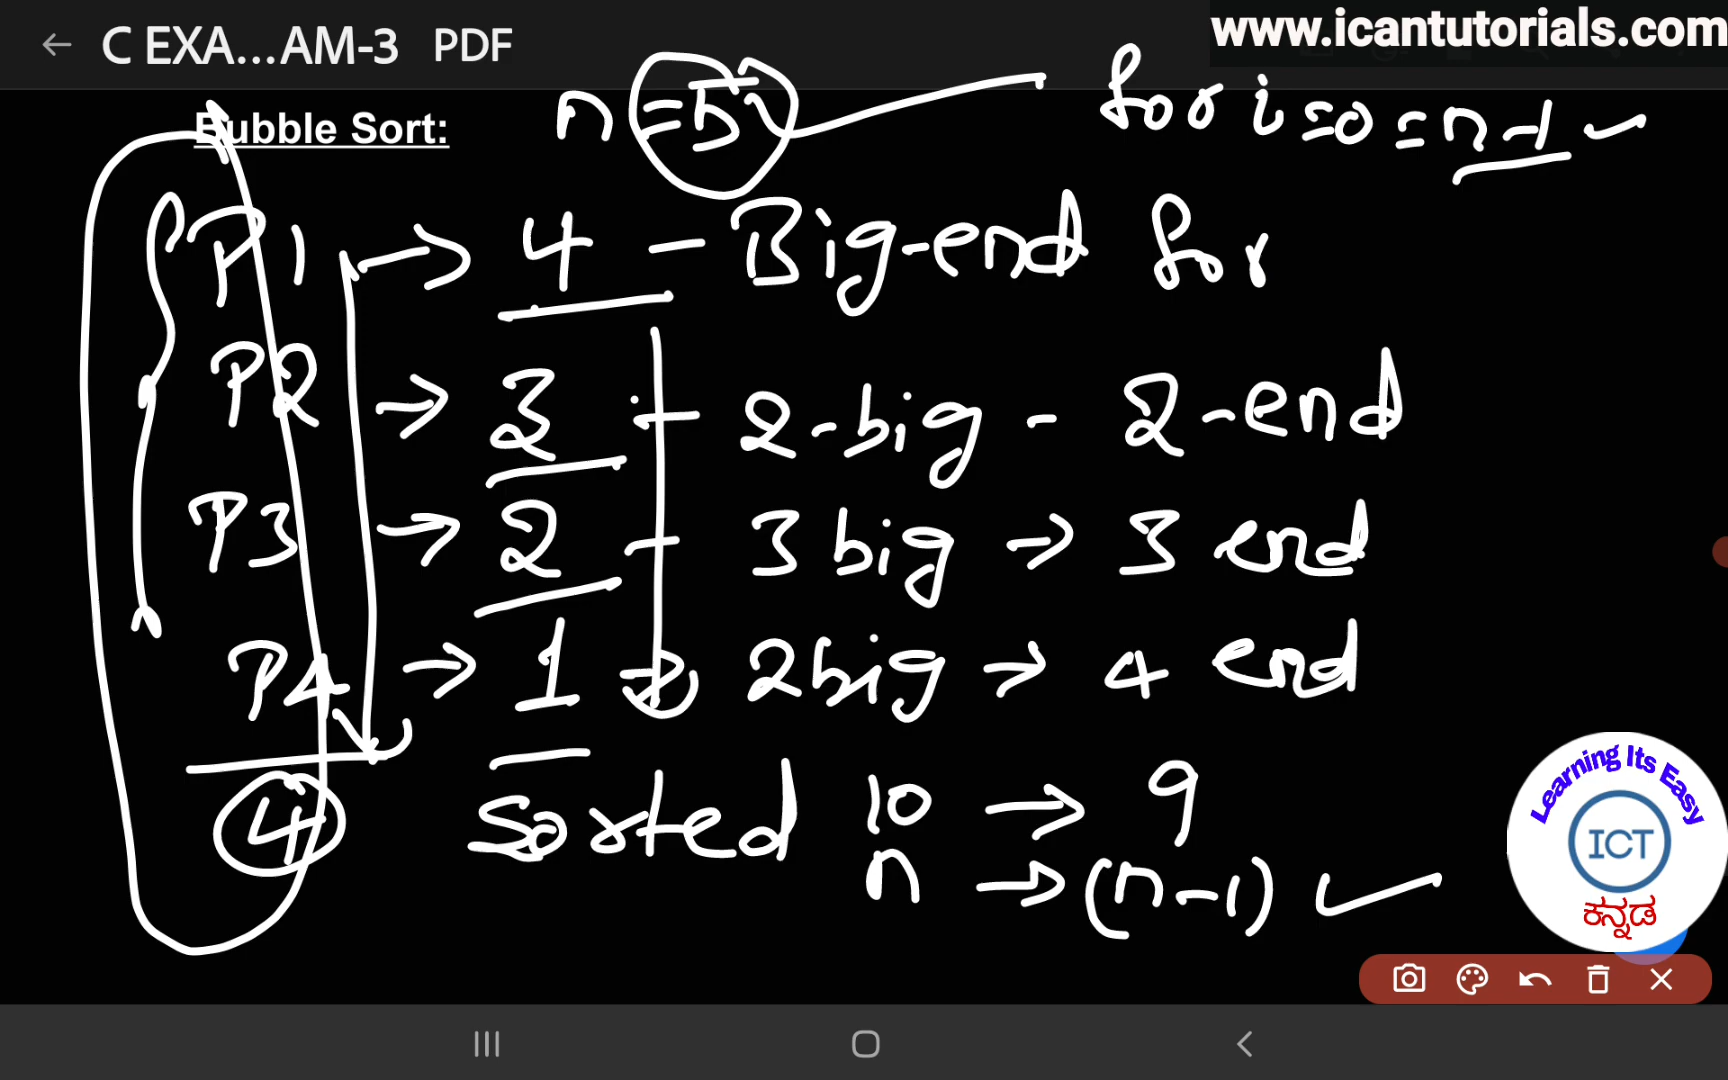 www.icantutorials.com
C EXA...AM-3 PDF
Bubble Sort: n = 5 for i=0 = n-1
P1 → 4 - Big-end for
P2 → 3 - 2-big - 2-end
P3 → 2 - 3 big → 3 end
P4 → 1 → 2big → 4 end
4 Sorted 10 → 9
n → (n-1)
Learning Its Easy
ICT
ಕನ್ನಡ